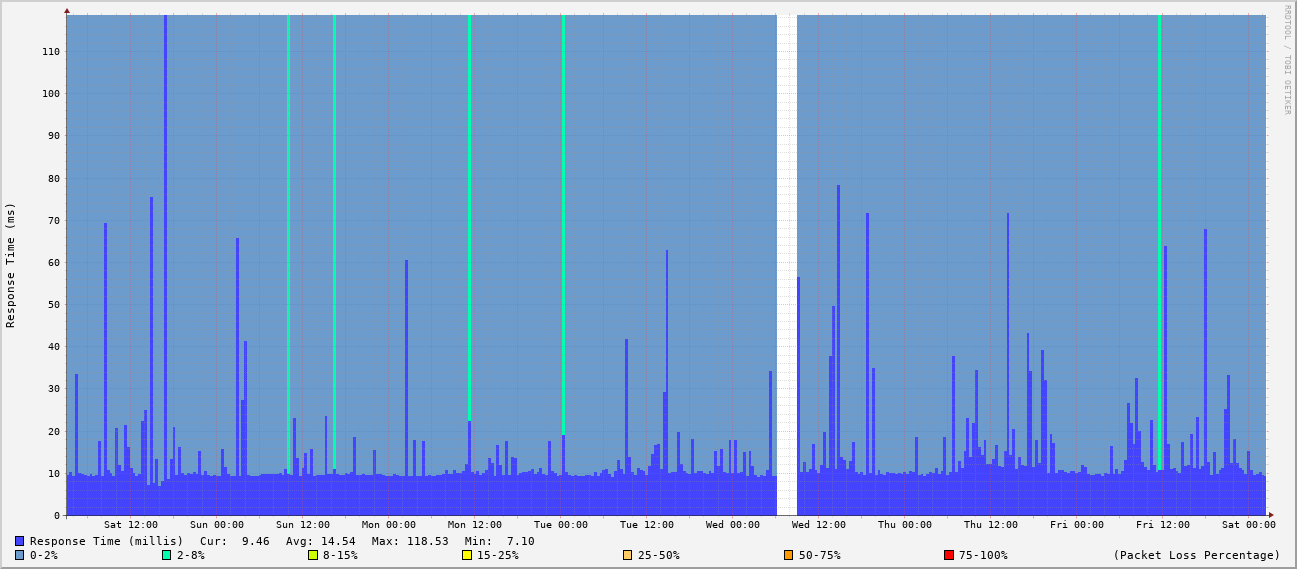 RRDTOOL / TOBI OETIKER
Response Time (ms)
110
100
90
80
70
60
50
40
30
20
10
0
Sat 12:00 Sun 00:00 Sun 12:00 Mon 00:00 Mon 12:00 Tue 00:00 Tue 12:00 Wed 00:00 Wed 12:00 Thu 00:00 Thu 12:00 Fri 00:00 Fri 12:00 Sat 00:00
Response Time (millis) Cur: 9.46 Avg: 14.54 Max: 118.53 Min: 7.10
0-2% 2-8% 8-15% 15-25% 25-50% 50-75% 75-100% (Packet Loss Percentage)